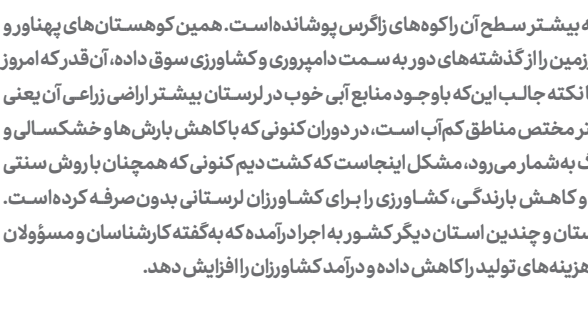 بیشتر سطح آن را کوه‌های زاگرس پوشانده‌است. همین کوهستان‌های پهناور و
را از گذشته‌های دور به سمت دامپروری و کشاورزی سوق داده، آن‌قدر که امروز
نکته جالب این‌که باوجود منابع آبی خوب در لرستان بیشتر اراضی زراعی آن یعنی
مختص مناطق کم‌آب است، در دوران کنونی که با کاهش بارش‌ها و خشکسالی و
به‌شمار می‌رود، مشکل اینجاست که کشت دیم کنونی که همچنان با روش سنتی
و کاهش بارندگی، کشاورزی را برای کشاورزان لرستانی بدون‌صرفه کرده‌است.
و چندین استان دیگر کشور به اجرا درآمده که به‌گفته کارشناسان و مسؤولان
هزینه‌های تولید را کاهش داده و درآمد کشاورزان را افزایش دهد.